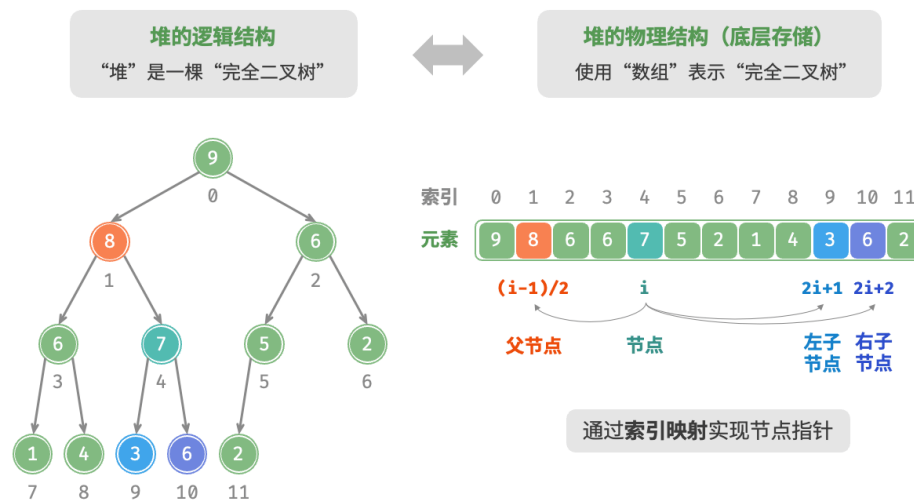 堆的逻辑结构
“堆”是一棵“完全二叉树”
堆的物理结构（底层存储）
使用“数组”表示“完全二叉树”
9
0
8
6
1
2
6
7
5
2
3
4
5
6
1
4
3
6
2
7
8
9
10
11
索引 0 1 2 3 4 5 6 7 8 9 10 11
元素 9 8 6 6 7 5 2 1 4 3 6 2
(i-1)/2 i 2i+1 2i+2
父节点 节点 左子节点 右子节点
通过索引映射实现节点指针